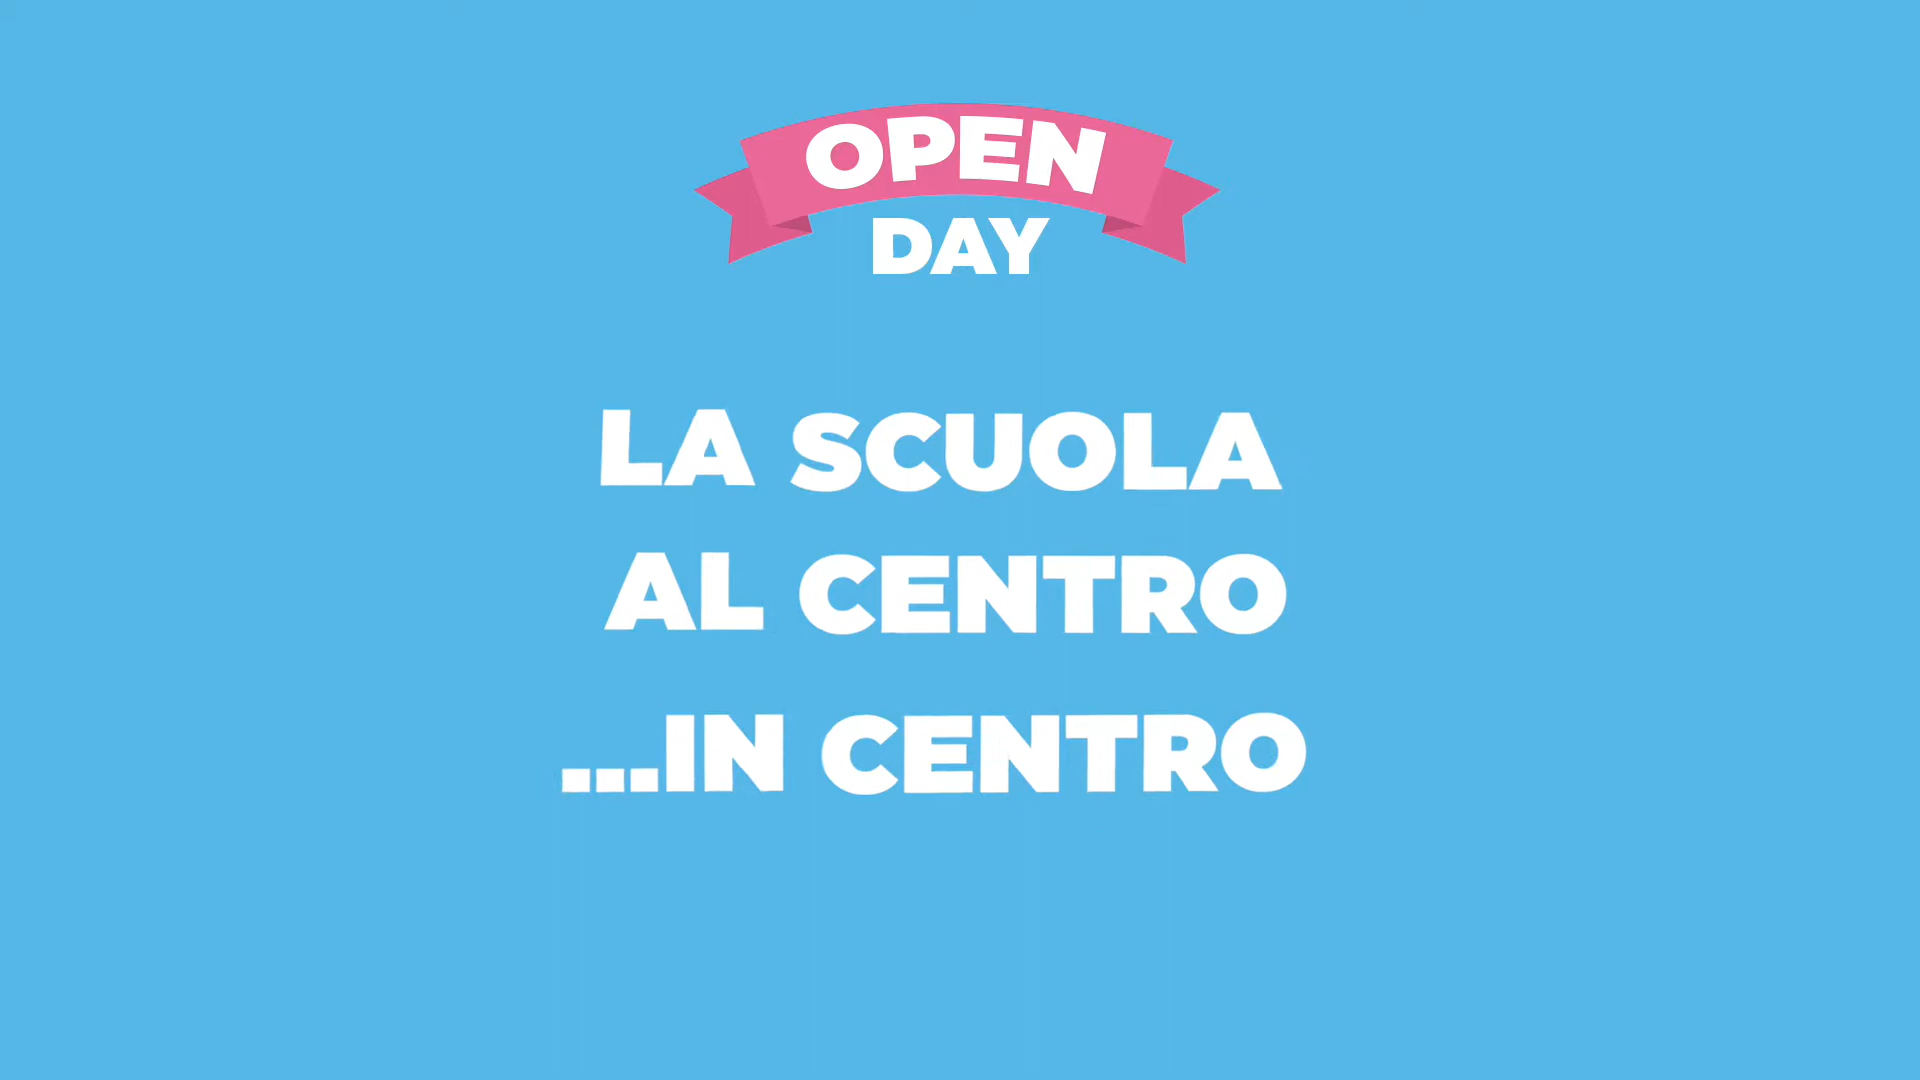 OPEN
DAY
LA SCUOLA
AL CENTRO
...IN CENTRO